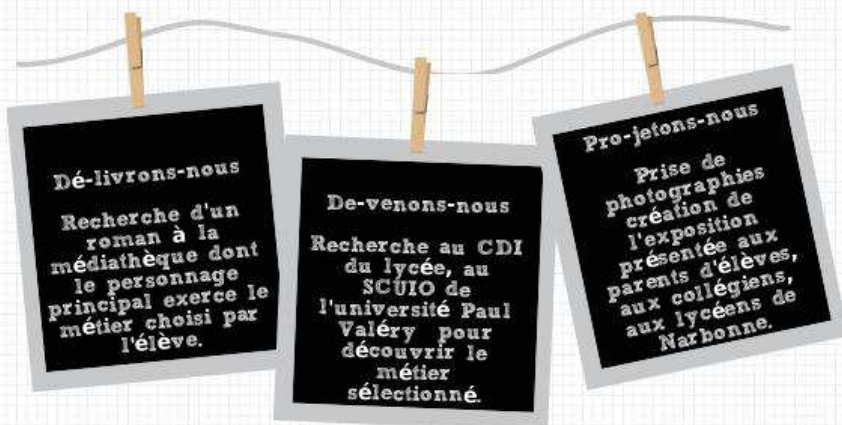 Dé-livrons-nous
Recherche d'un
roman à la
médiathèque dont
le personnage
principal exerce le
métier choisi par
l'élève.
De-venons-nous
Recherche au CDI
du lycée, au
SCUIO de
l'université Paul
Valéry pour
découvrir le
métier
sélectionné.
Pro-jetons-nous
Prise de
photographies
création de
l'exposition
présentée aux
parents d'élèves,
aux collégiens,
aux lycéens de
Narbonne.